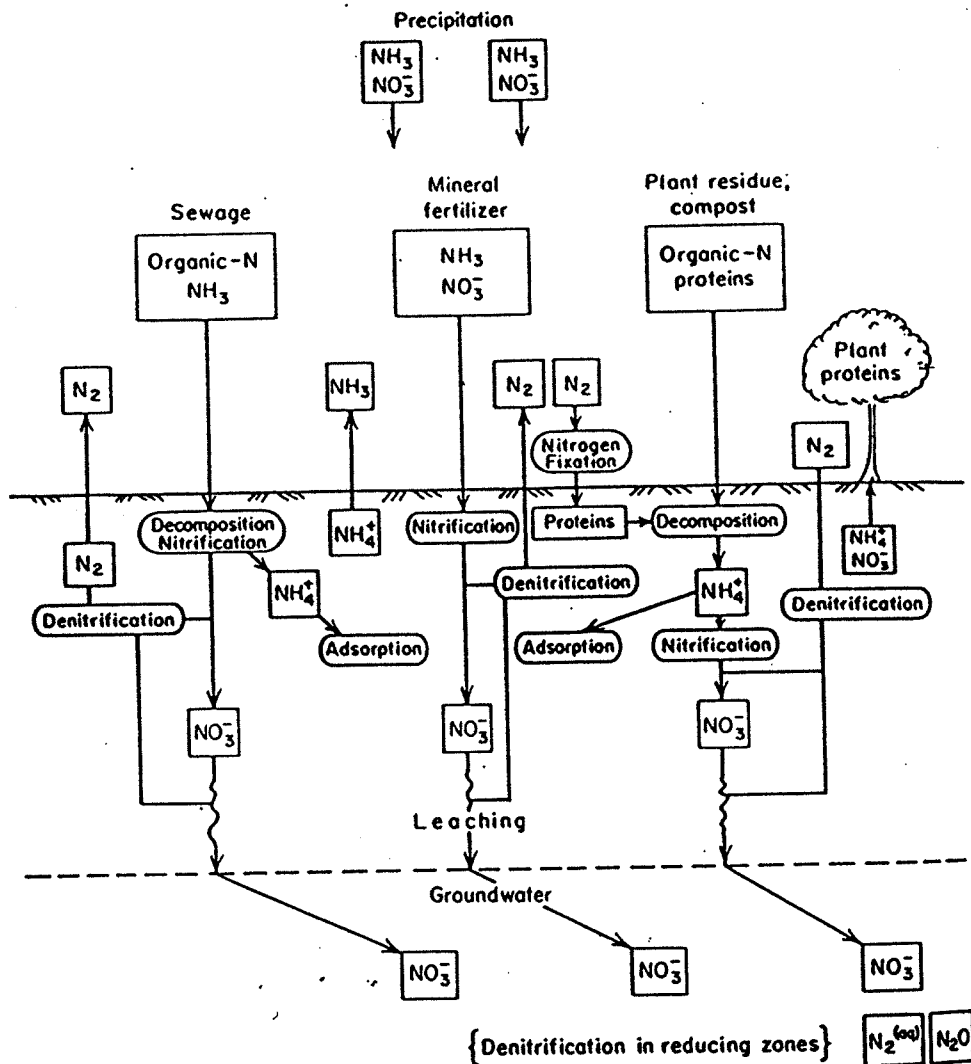 Precipitation
NH₃ NH₃
NO₃⁻ NO₃⁻
Sewage
Mineral
fertilizer
Plant residue,
compost
Organic-N
NH₃
NH₃
NO₃⁻
Organic-N
proteins
Plant
proteins
N₂
NH₃
N₂
N₂
N₂
Nitrogen
Fixation
Decomposition
Nitrification
NH₄⁺
Nitrification
Proteins
Decomposition
NH₄⁺
NO₃⁻
N₂
Denitrification
NH₄⁺
Adsorption
Denitrification
NH₄⁺
Adsorption
Nitrification
Denitrification
NO₃⁻
NO₃⁻
NO₃⁻
Leaching
Groundwater
NO₃⁻
NO₃⁻
NO₃⁻
{Denitrification in reducing zones}
N₂(aq)
N₂O